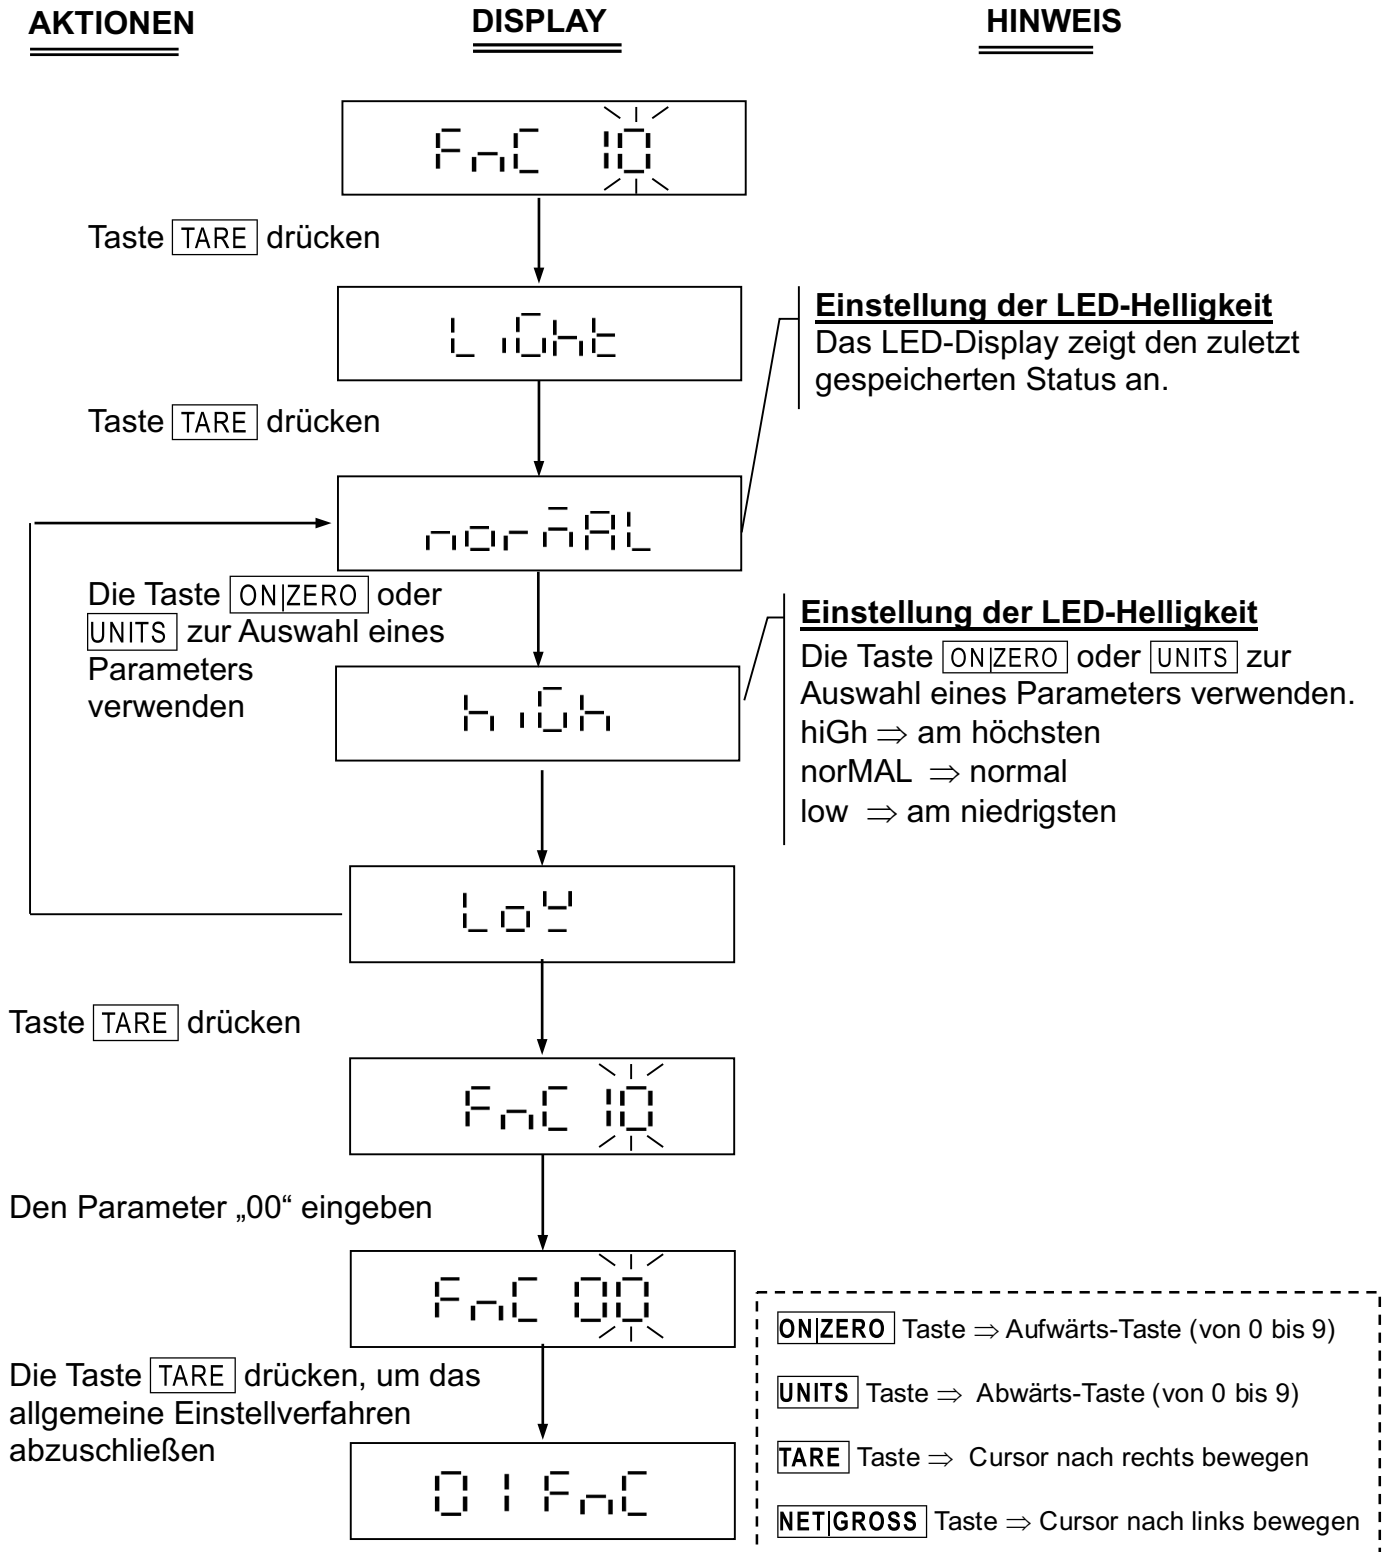 AKTIONEN DISPLAY HINWEIS
FnC 10
Taste TARE drücken
LiGht
Einstellung der LED-Helligkeit
Das LED-Display zeigt den zuletzt
gespeicherten Status an.
Taste TARE drücken
norMAL
Die Taste ON|ZERO oder
UNITS zur Auswahl eines
Parameters
verwenden
Einstellung der LED-Helligkeit
Die Taste ON|ZERO oder UNITS zur
Auswahl eines Parameters verwenden.
hiGh ⇒ am höchsten
norMAL ⇒ normal
low ⇒ am niedrigsten
hiGh
LoW
Taste TARE drücken
FnC 10
Den Parameter „00“ eingeben
FnC 00
Die Taste TARE drücken, um das
allgemeine Einstellverfahren
abzuschließen
01 FnC
ON|ZERO Taste ⇒ Aufwärts-Taste (von 0 bis 9)
UNITS Taste ⇒ Abwärts-Taste (von 0 bis 9)
TARE Taste ⇒ Cursor nach rechts bewegen
NET|GROSS Taste ⇒ Cursor nach links bewegen